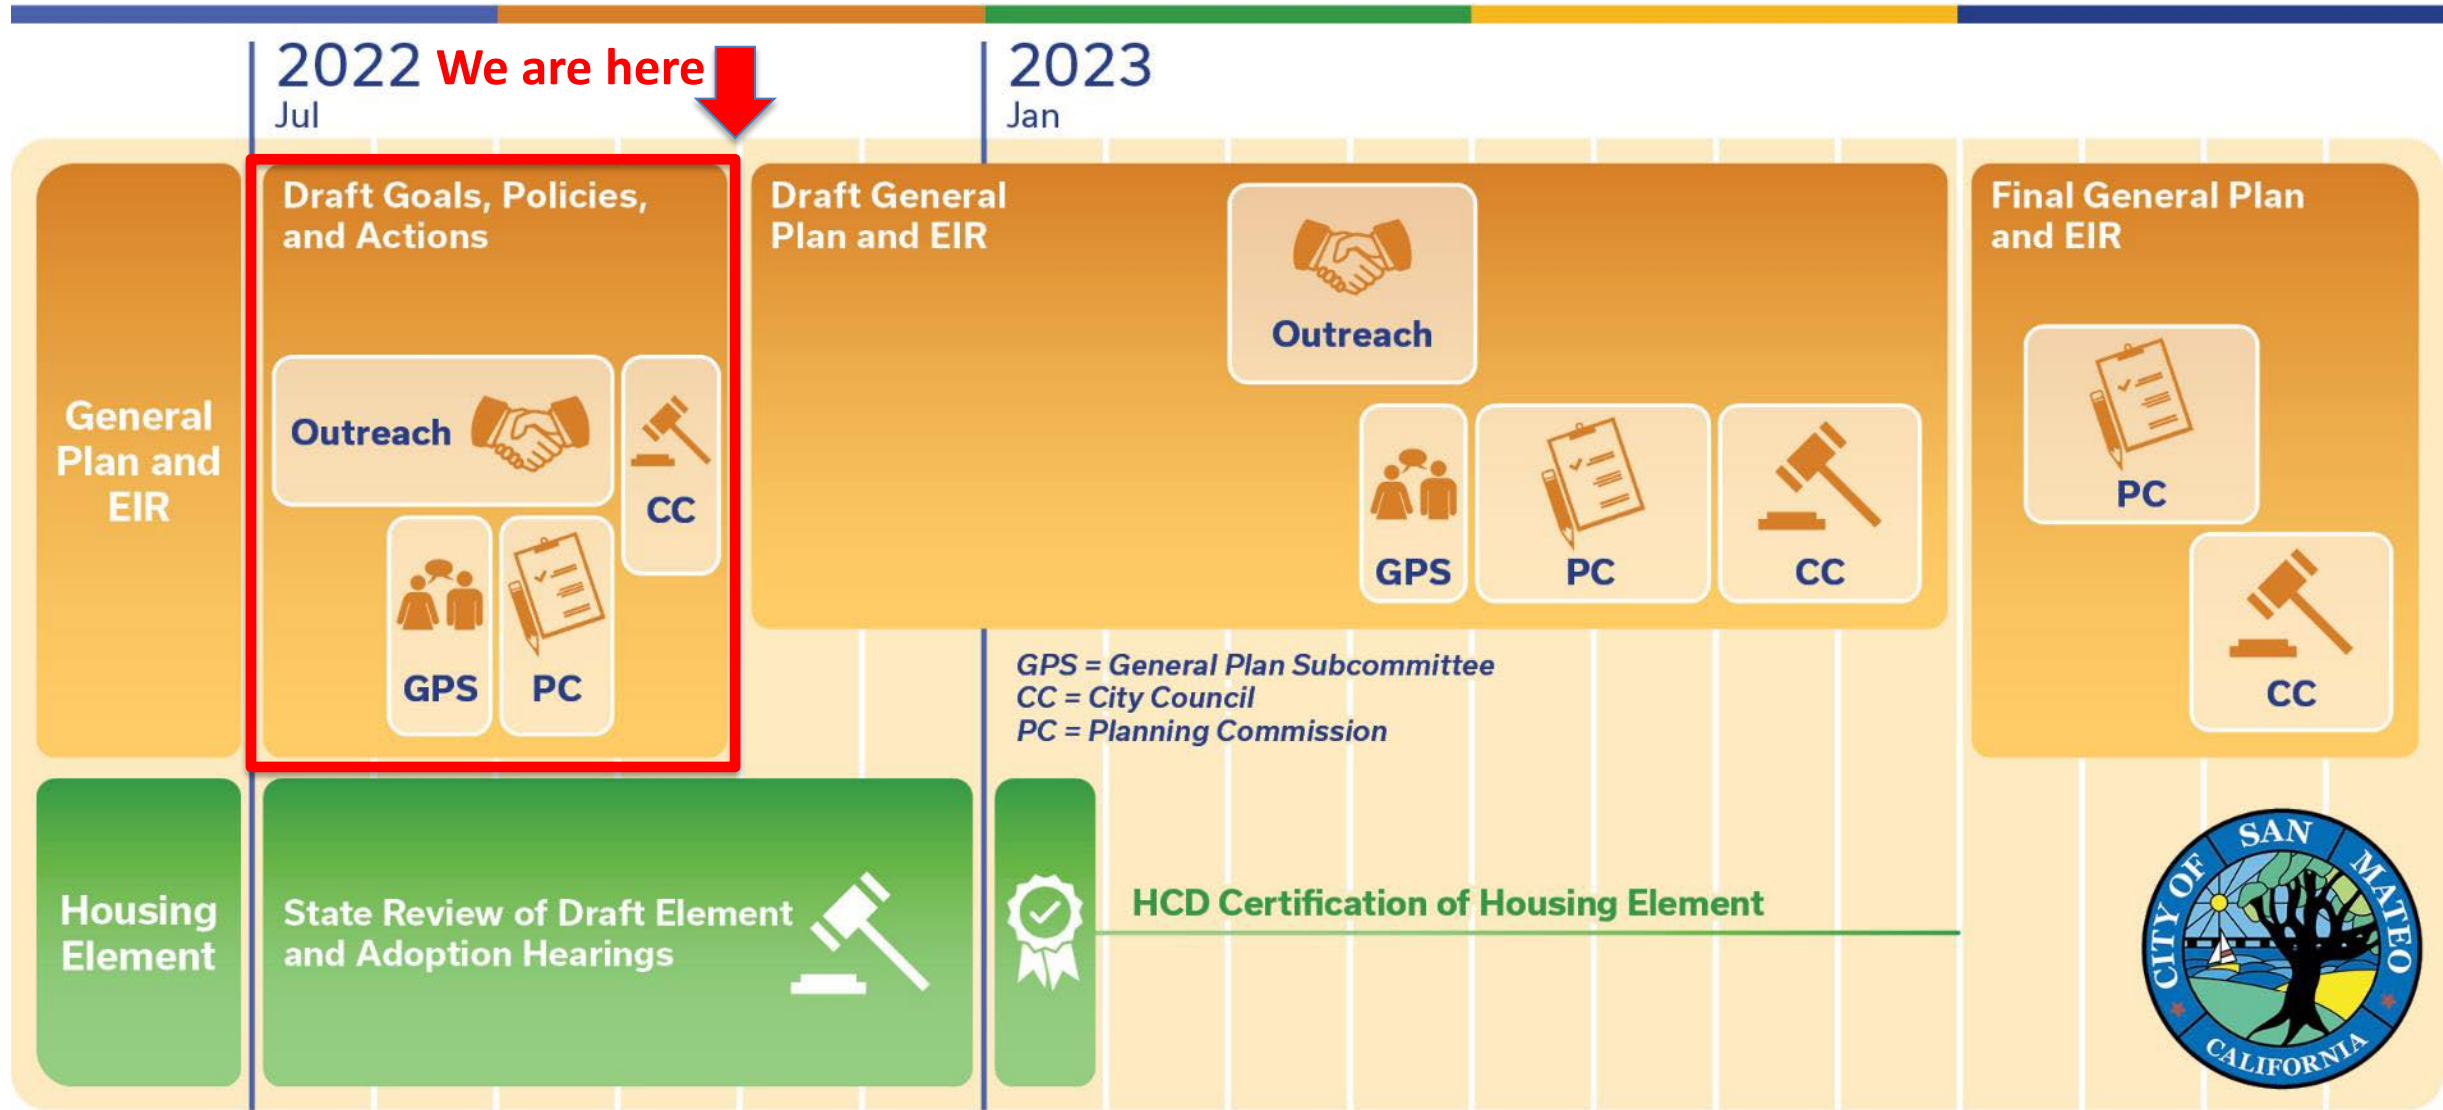 2022 We are here
Jul
2023
Jan
General
Plan and
EIR
Draft Goals, Policies,
and Actions
Outreach
CC
GPS
PC
Draft General
Plan and EIR
Outreach
GPS
PC
CC
Final General Plan
and EIR
PC
CC
GPS = General Plan Subcommittee
CC = City Council
PC = Planning Commission
Housing
Element
State Review of Draft Element
and Adoption Hearings
HCD Certification of Housing Element
CITY OF SAN MATEO
CALIFORNIA